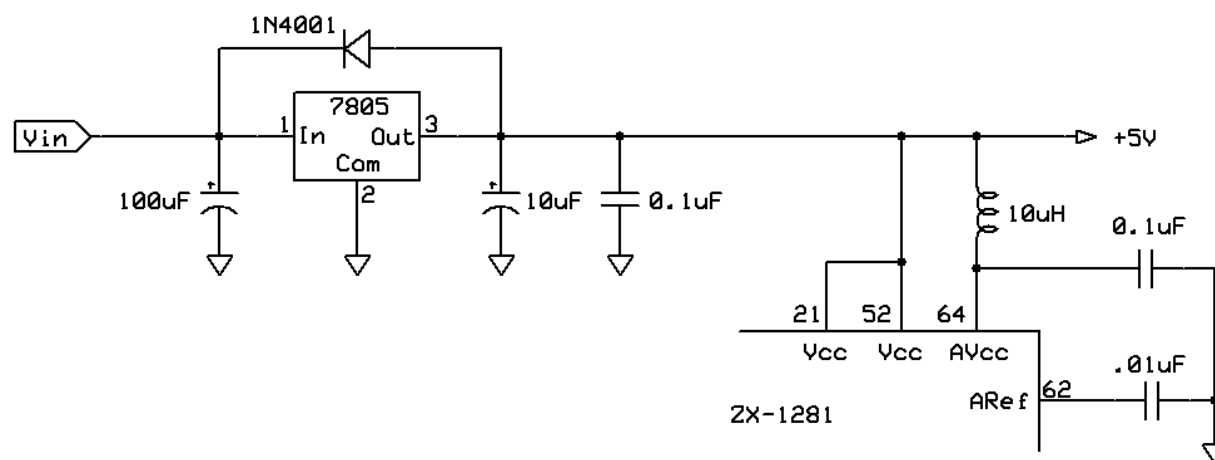 1N4001
7805
Vin
1
In
Out
3
+5V
Com
2
100uF
+
+
10uF
0.1uF
10uH
0.1uF
21
52
64
Vcc
Vcc
AVcc
.01uF
ARef
62
ZX-1281